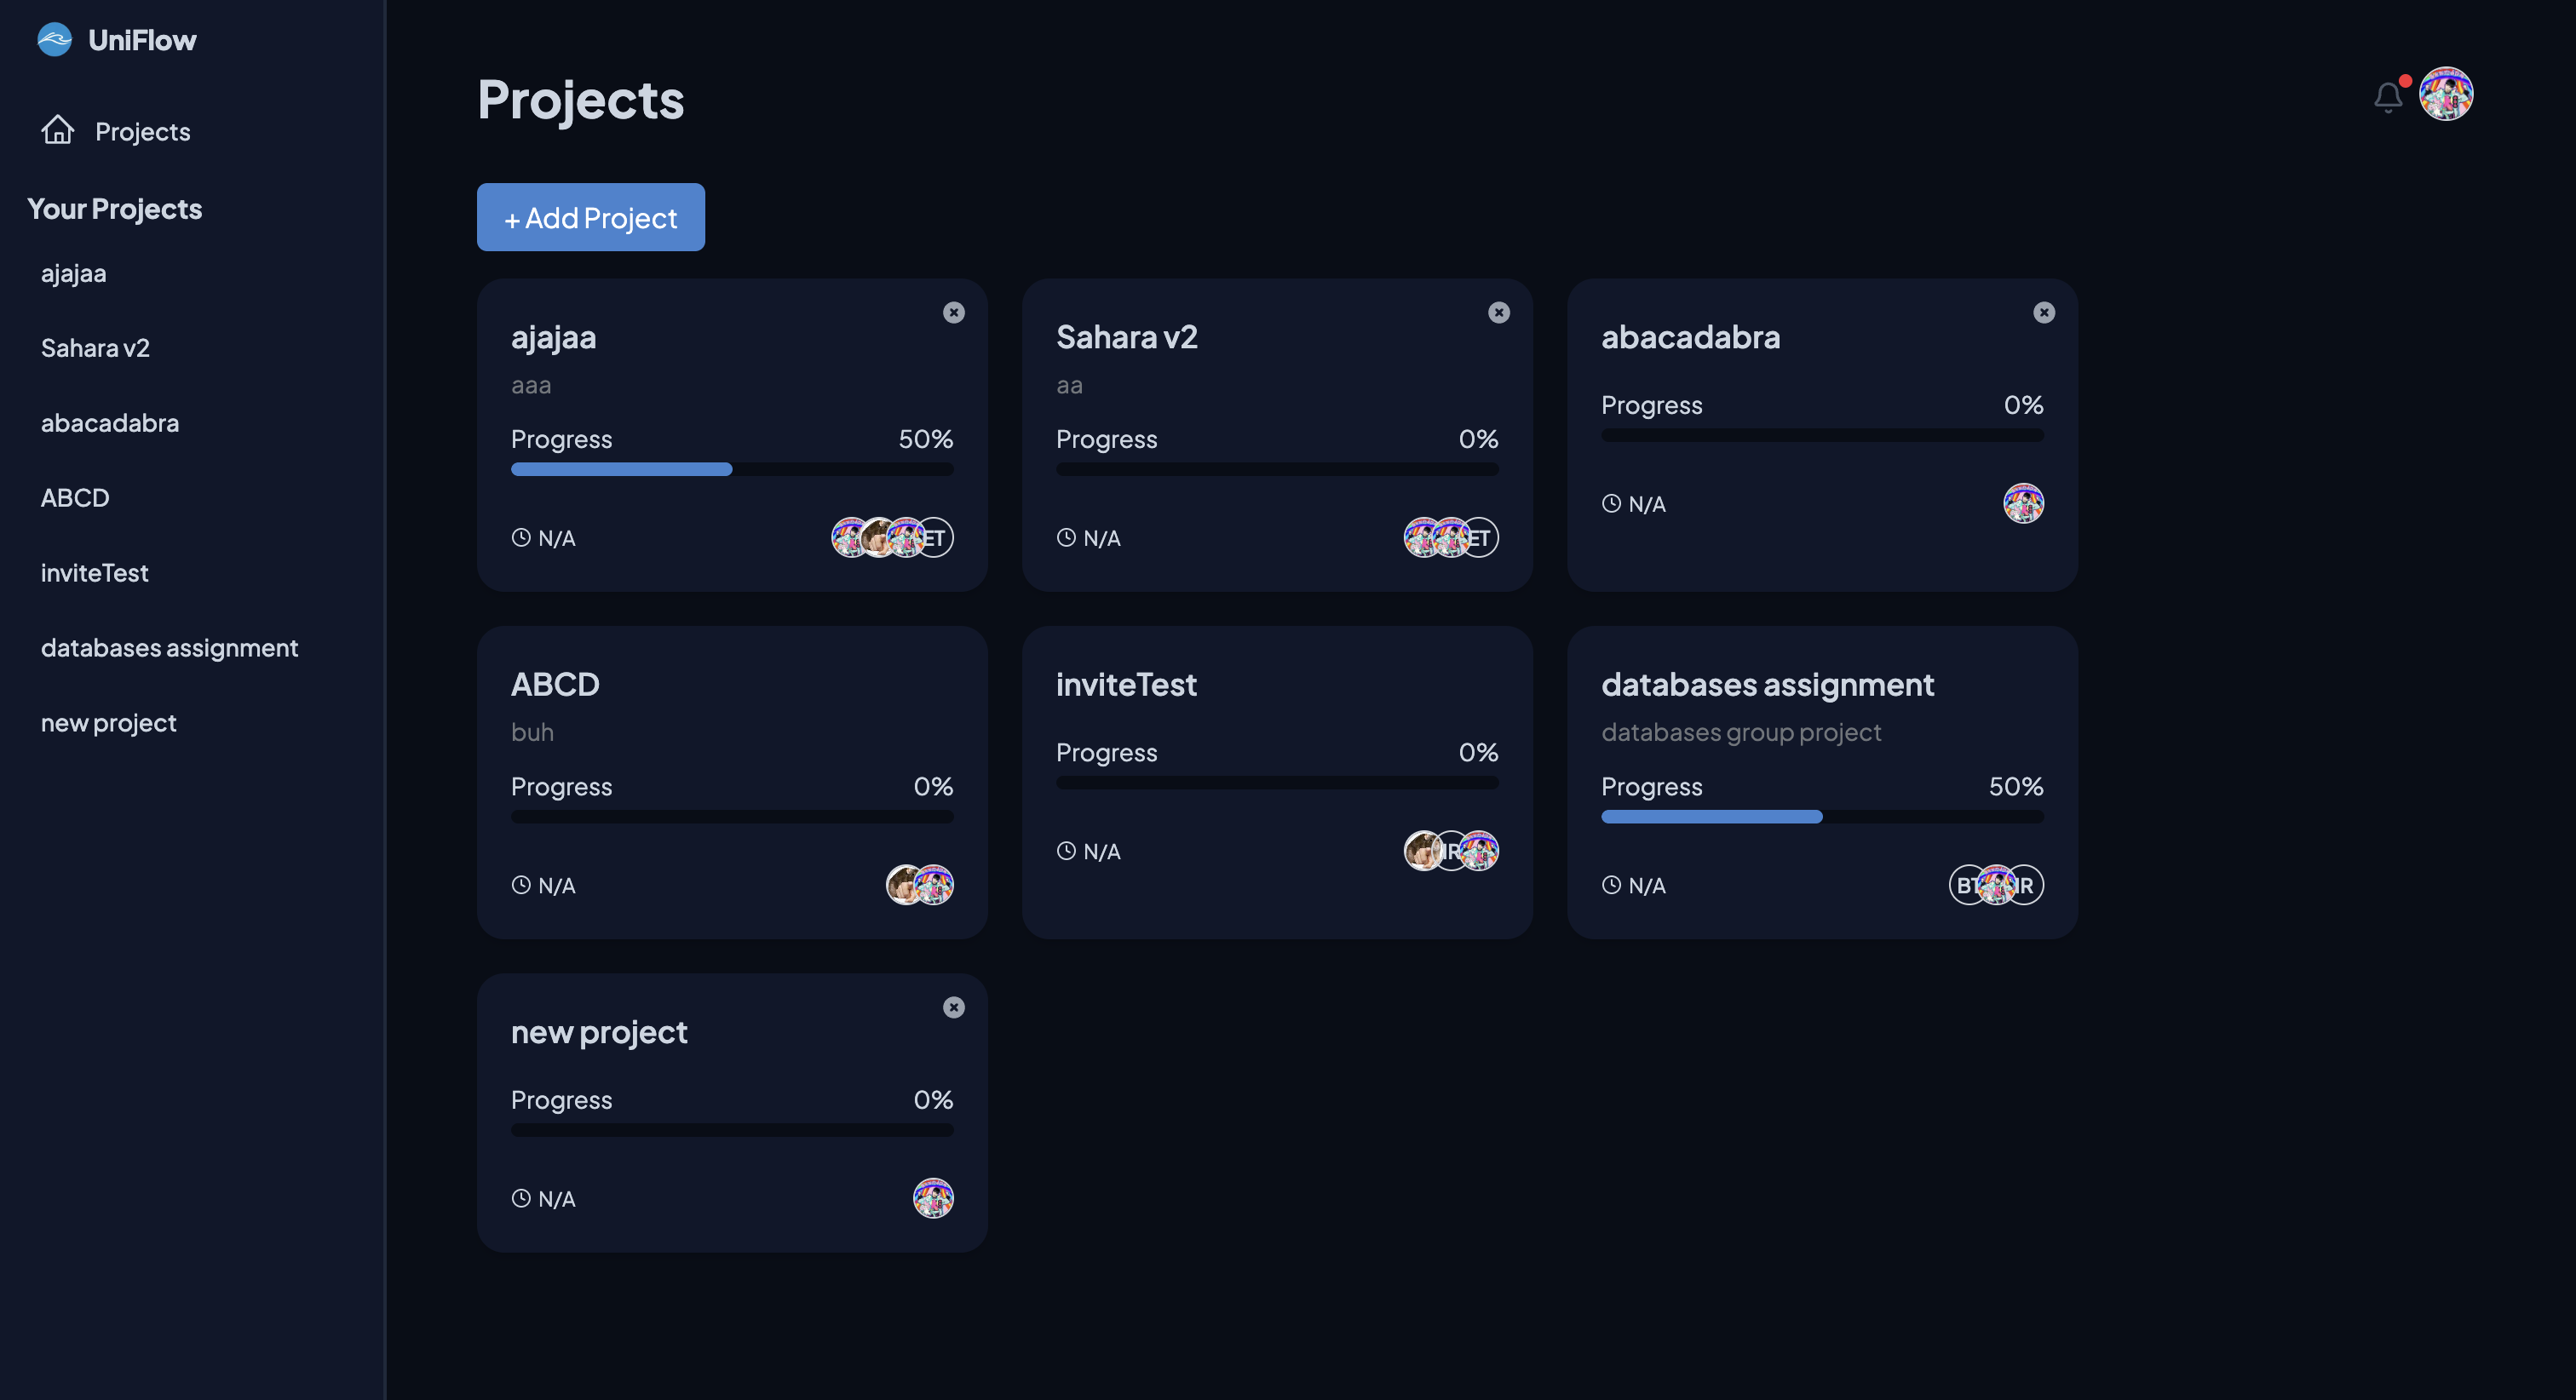 UniFlow
Projects
Your Projects
ajajaa
Sahara v2
abacadabra
ABCD
inviteTest
databases assignment
new project
Projects
+ Add Project
ajajaa
aaa
Progress 50%
N/A
ET
Sahara v2
aa
Progress 0%
N/A
ET
abacadabra
Progress 0%
N/A
ABCD
buh
Progress 0%
N/A
inviteTest
Progress 0%
N/A
IR
databases assignment
databases group project
Progress 50%
N/A
BT IR
new project
Progress 0%
N/A